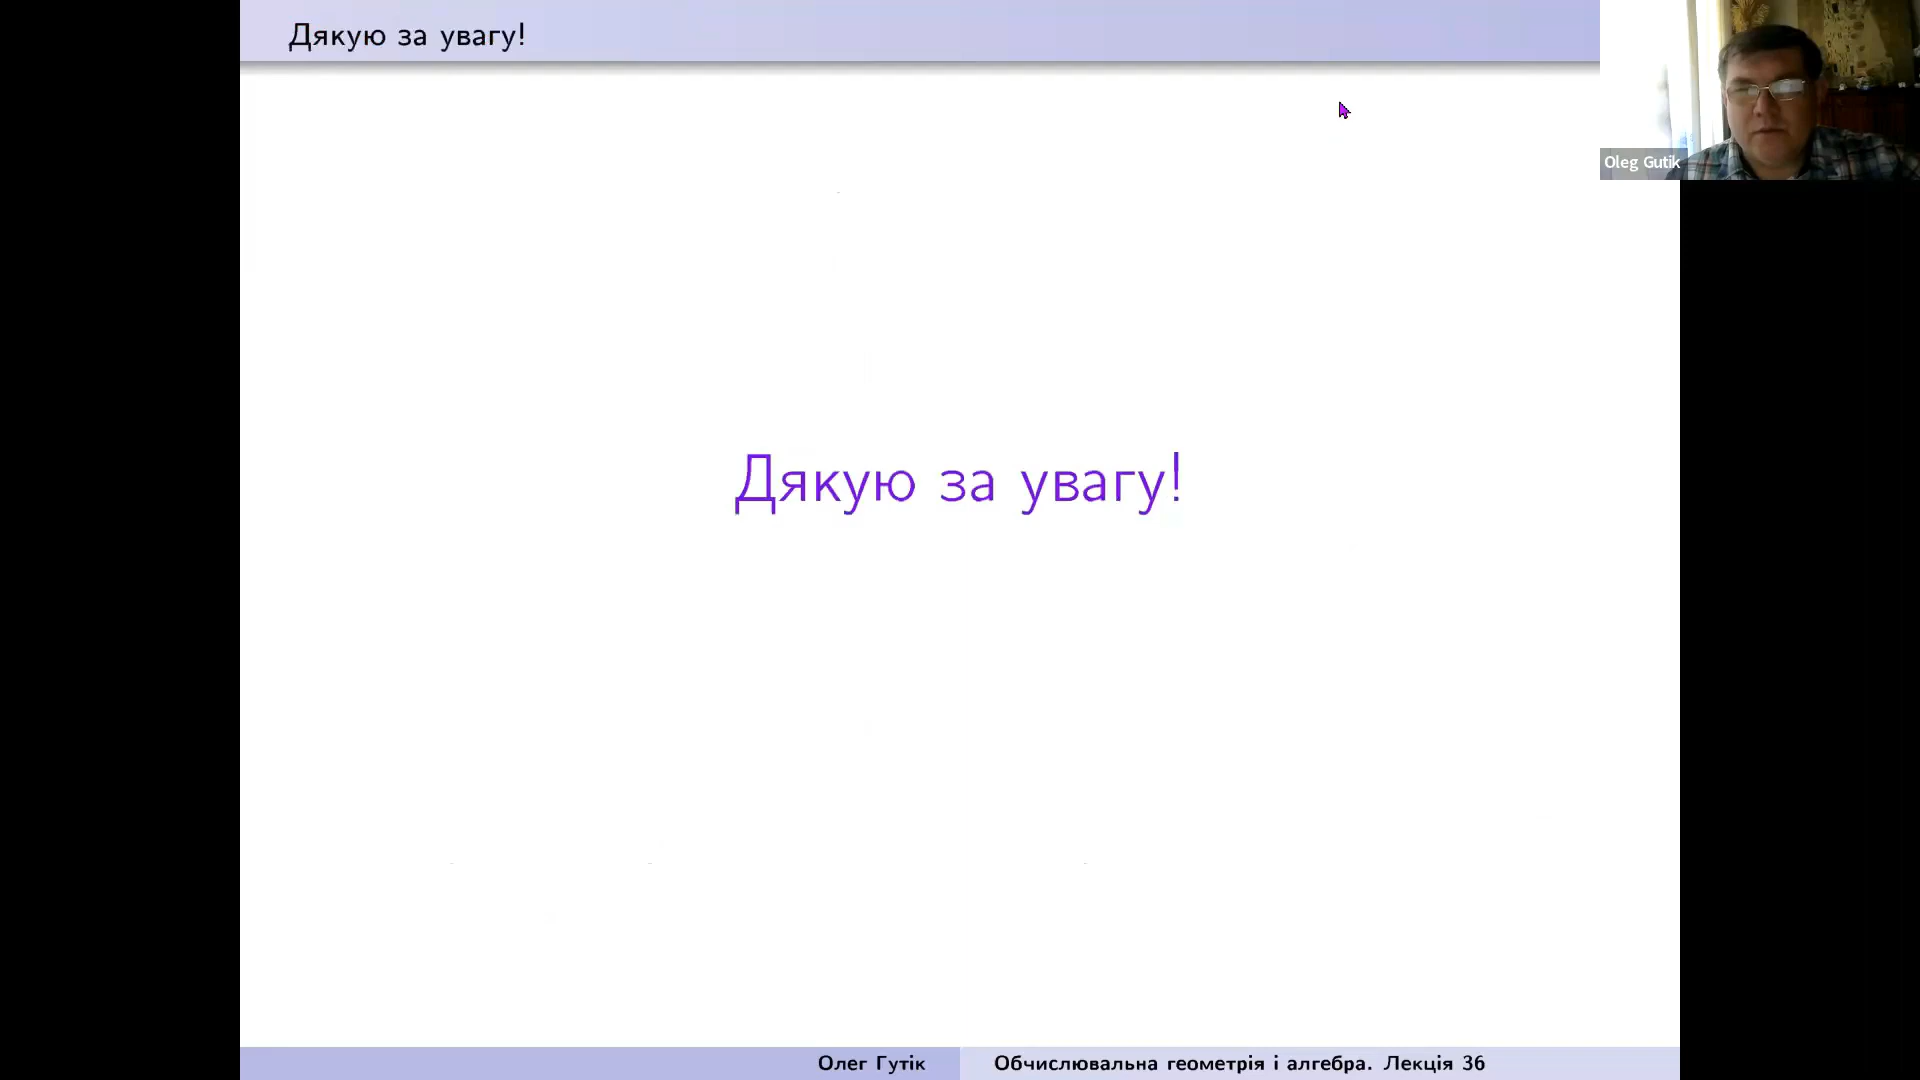 Дякую за увагу!
Oleg Gutik
Дякую за увагу!
Олег Гутік
Обчислювальна геометрія і алгебра. Лекція 36